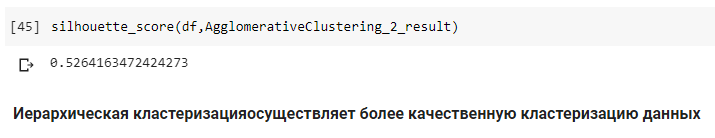 [45] silhouette_score(df,AgglomerativeClustering_2_result)
0.5264163472424273
Иерархическая кластеризацияосуществляет более качественную кластеризацию данных